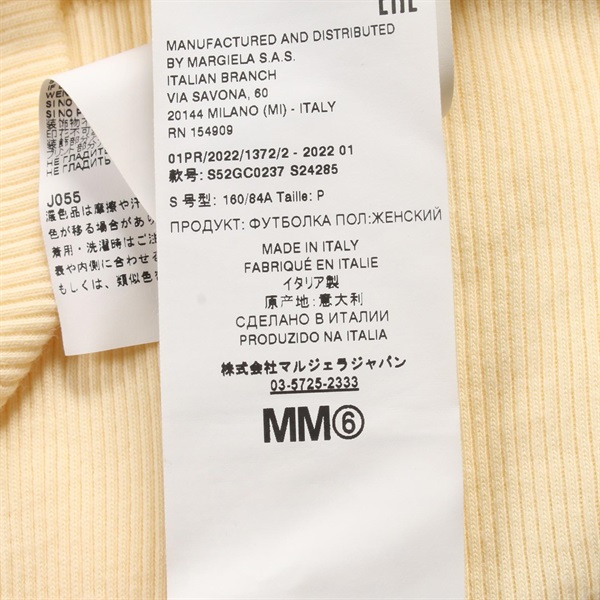 EAC
MANUFACTURED AND DISTRIBUTED
BY MARGIELA S.A.S.
ITALIAN BRANCH
VIA SAVONA, 60
20144 MILANO (MI) - ITALY
RN 154909
01PR/2022/1372/2 - 2022 01
款号: S52GC0237 S24285
S 号型: 160/84A Taille: P
ПРОДУКТ: ФУТБОЛКА ПОЛ:ЖЕНСКИЙ
MADE IN ITALY
FABRIQUÉ EN ITALIE
イタリア製
原产地:意大利
СДЕЛАНО В ИТАЛИИ
PRODUZIDO NA ITALIA
株式会社マルジェラジャパン
03-5725-2333
MM6
SI NO
НЕ ГЛАДИТЬ
J055
濃色品は摩擦や汗
色が移る場合があ
着用・洗濯時はご注
表や内側に合わせ
もしくは、類似色を